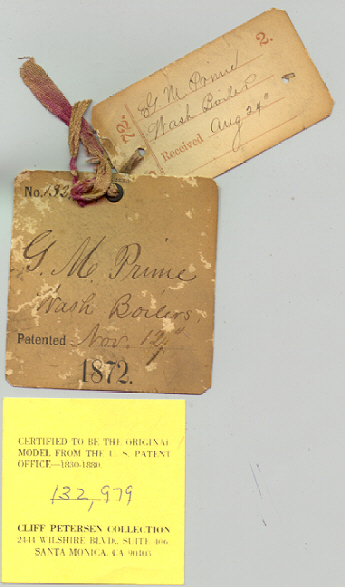 2.
'72.
G M Prime
Wash Boiler
Received Aug 24"
No. 132
G. M. Prime
Wash Boilers,
Patented Nov. 12,"
1872.
CERTIFIED TO BE THE ORIGINAL
MODEL FROM THE U. S. PATENT
OFFICE—1830-1880.
132,979
CLIFF PETERSEN COLLECTION
2444 WILSHIRE BLVD., SUITE 406
SANTA MONICA, CA 90403